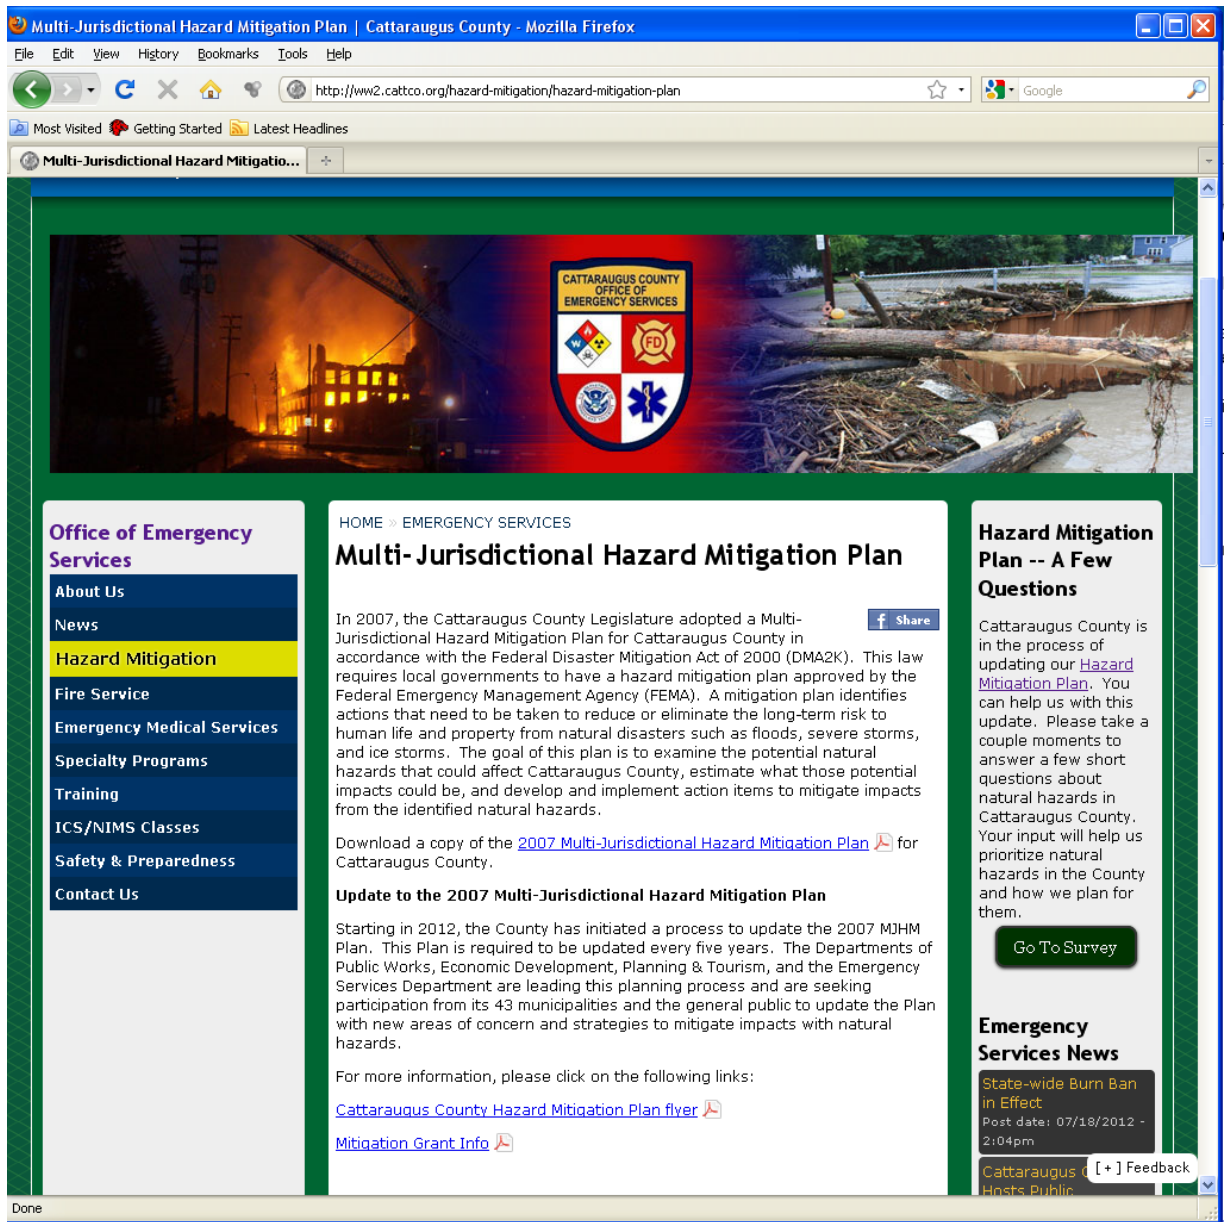 Multi-Jurisdictional Hazard Mitigation Plan | Cattaraugus County - Mozilla Firefox
File Edit View History Bookmarks Tools Help
http://ww2.cattco.org/hazard-mitigation/hazard-mitigation-plan
Google
Most Visited Getting Started Latest Headlines
Multi-Jurisdictional Hazard Mitigatio...
CATTARAUGUS COUNTY
OFFICE OF
EMERGENCY SERVICES
W
FD
Office of Emergency
Services
About Us
News
Hazard Mitigation
Fire Service
Emergency Medical Services
Specialty Programs
Training
ICS/NIMS Classes
Safety & Preparedness
Contact Us
HOME » EMERGENCY SERVICES
Multi-Jurisdictional Hazard Mitigation Plan
f Share
In 2007, the Cattaraugus County Legislature adopted a Multi-
Jurisdictional Hazard Mitigation Plan for Cattaraugus County in
accordance with the Federal Disaster Mitigation Act of 2000 (DMA2K).  This law
requires local governments to have a hazard mitigation plan approved by the
Federal Emergency Management Agency (FEMA).  A mitigation plan identifies
actions that need to be taken to reduce or eliminate the long-term risk to
human life and property from natural disasters such as floods, severe storms,
and ice storms.  The goal of this plan is to examine the potential natural
hazards that could affect Cattaraugus County, estimate what those potential
impacts could be, and develop and implement action items to mitigate impacts
from the identified natural hazards.
Download a copy of the 2007 Multi-Jurisdictional Hazard Mitigation Plan for
Cattaraugus County.
Update to the 2007 Multi-Jurisdictional Hazard Mitigation Plan
Starting in 2012, the County has initiated a process to update the 2007 MJHM
Plan.  This Plan is required to be updated every five years.  The Departments of
Public Works, Economic Development, Planning & Tourism, and the Emergency
Services Department are leading this planning process and are seeking
participation from its 43 municipalities and the general public to update the Plan
with new areas of concern and strategies to mitigate impacts with natural
hazards.
For more information, please click on the following links:
Cattaraugus County Hazard Mitigation Plan flyer
Mitigation Grant Info
Hazard Mitigation
Plan -- A Few
Questions
Cattaraugus County is
in the process of
updating our Hazard
Mitigation Plan.  You
can help us with this
update.  Please take a
couple moments to
answer a few short
questions about
natural hazards in
Cattaraugus County.
Your input will help us
prioritize natural
hazards in the County
and how we plan for
them.
Go To Survey
Emergency
Services News
State-wide Burn Ban
in Effect
Post date: 07/18/2012 -
2:04pm
Cattaraugus
Hosts Public
[+] Feedback
Done